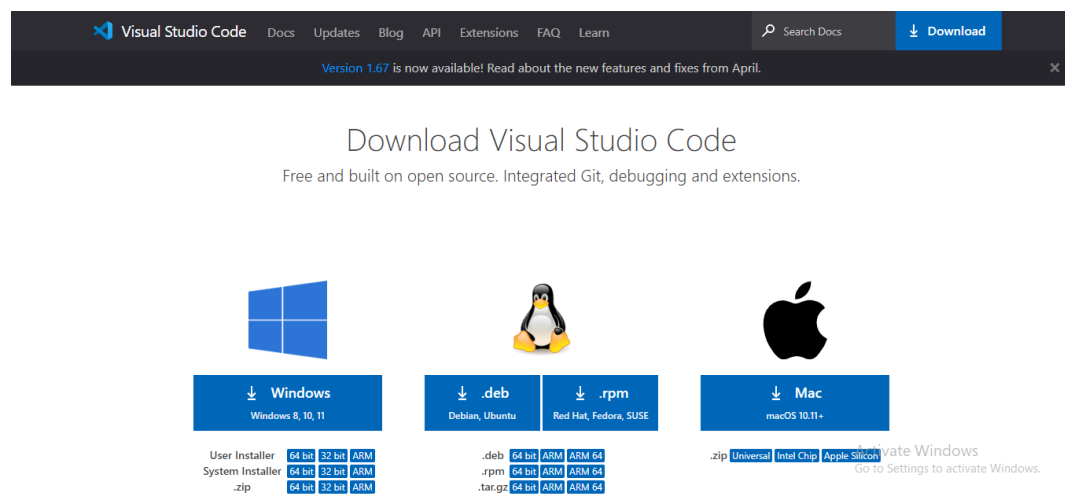 Visual Studio Code Docs Updates Blog API Extensions FAQ Learn Search Docs Download
Version 1.67 is now available! Read about the new features and fixes from April.
Download Visual Studio Code
Free and built on open source. Integrated Git, debugging and extensions.
Windows
Windows 8, 10, 11
.deb
Debian, Ubuntu
.rpm
Red Hat, Fedora, SUSE
Mac
macOS 10.11+
User Installer 64 bit 32 bit ARM
System Installer 64 bit 32 bit ARM
.zip 64 bit 32 bit ARM
.deb 64 bit ARM ARM 64
.rpm 64 bit ARM ARM 64
.tar.gz 64 bit ARM ARM 64
.zip Universal Intel Chip Apple Silicon
Activate Windows
Go to Settings to activate Windows.